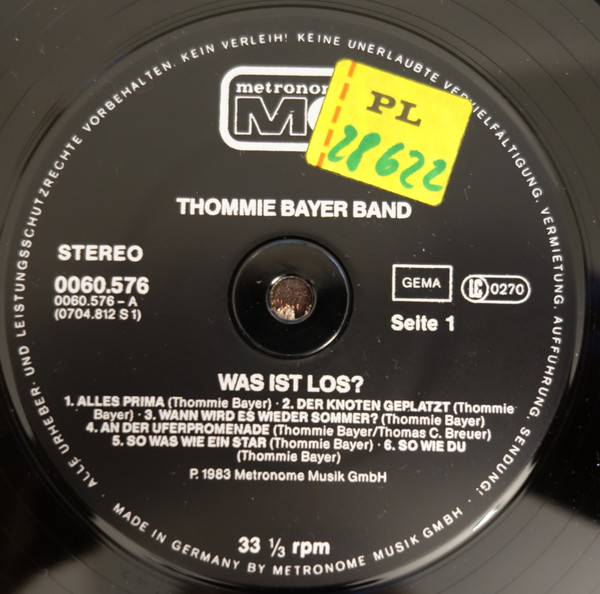 ALLE URHEBER- UND LEISTUNGSSCHUTZRECHTE VORBEHALTEN. KEIN VERLEIH! KEINE UNERLAUBTE VERVIELFÄLTIGUNG, VERMIETUNG, AUFFÜHRUNG, SENDUNG!
metronome
PL
28622
THOMMIE BAYER BAND
STEREO
0060.576
0060.576 – A
(0704.812 S 1)
GEMA
LC 0270
Seite 1
WAS IST LOS?
1. ALLES PRIMA (Thommie Bayer) · 2. DER KNOTEN GEPLATZT (Thommie
Bayer) · 3. WANN WIRD ES WIEDER SOMMER? (Thommie Bayer)
4. AN DER UFERPROMENADE (Thommie Bayer/Thomas C. Breuer)
5. SO WAS WIE EIN STAR (Thommie Bayer) · 6. SO WIE DU
(Thommie Bayer)
P. 1983 Metronome Musik GmbH
33 ⅓ rpm
· MADE IN GERMANY BY METRONOME MUSIK GMBH ·